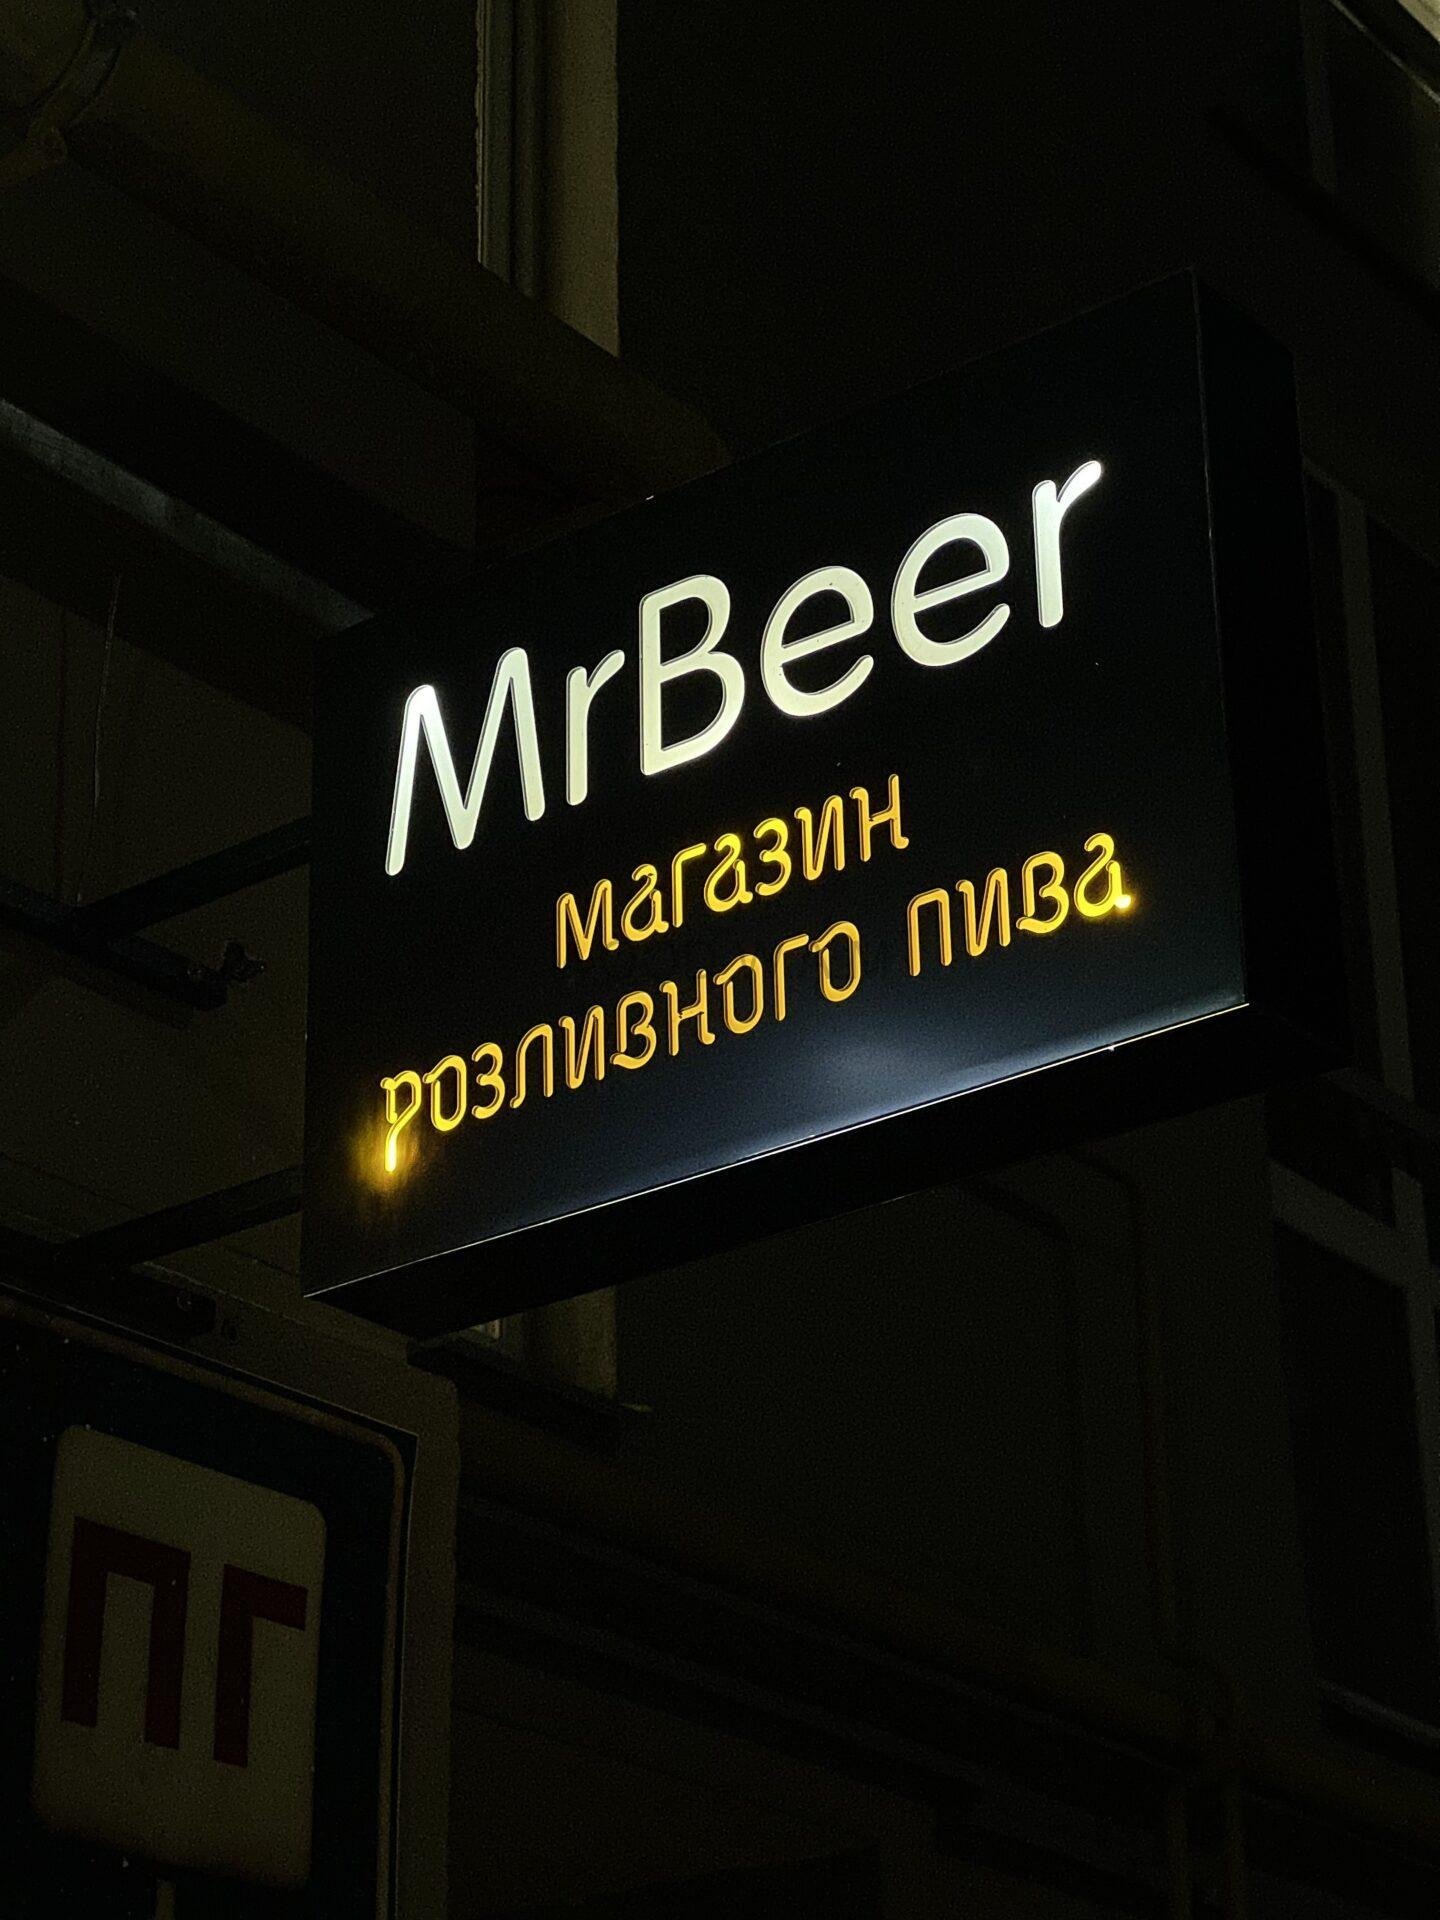 MrBeer
магазин
розливного пива
ПГ